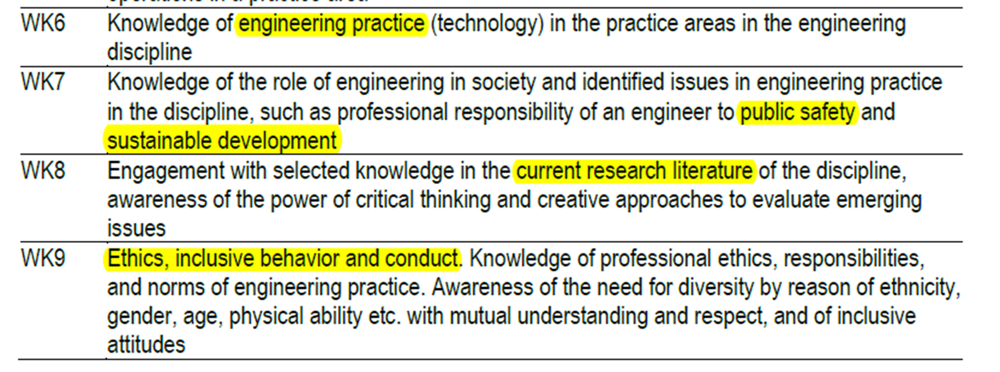 operations in a practice area
WK6 Knowledge of engineering practice (technology) in the practice areas in the engineering
discipline
WK7 Knowledge of the role of engineering in society and identified issues in engineering practice
in the discipline, such as professional responsibility of an engineer to public safety and
sustainable development
WK8 Engagement with selected knowledge in the current research literature of the discipline,
awareness of the power of critical thinking and creative approaches to evaluate emerging
issues
WK9 Ethics, inclusive behavior and conduct. Knowledge of professional ethics, responsibilities,
and norms of engineering practice. Awareness of the need for diversity by reason of ethnicity,
gender, age, physical ability etc. with mutual understanding and respect, and of inclusive
attitudes